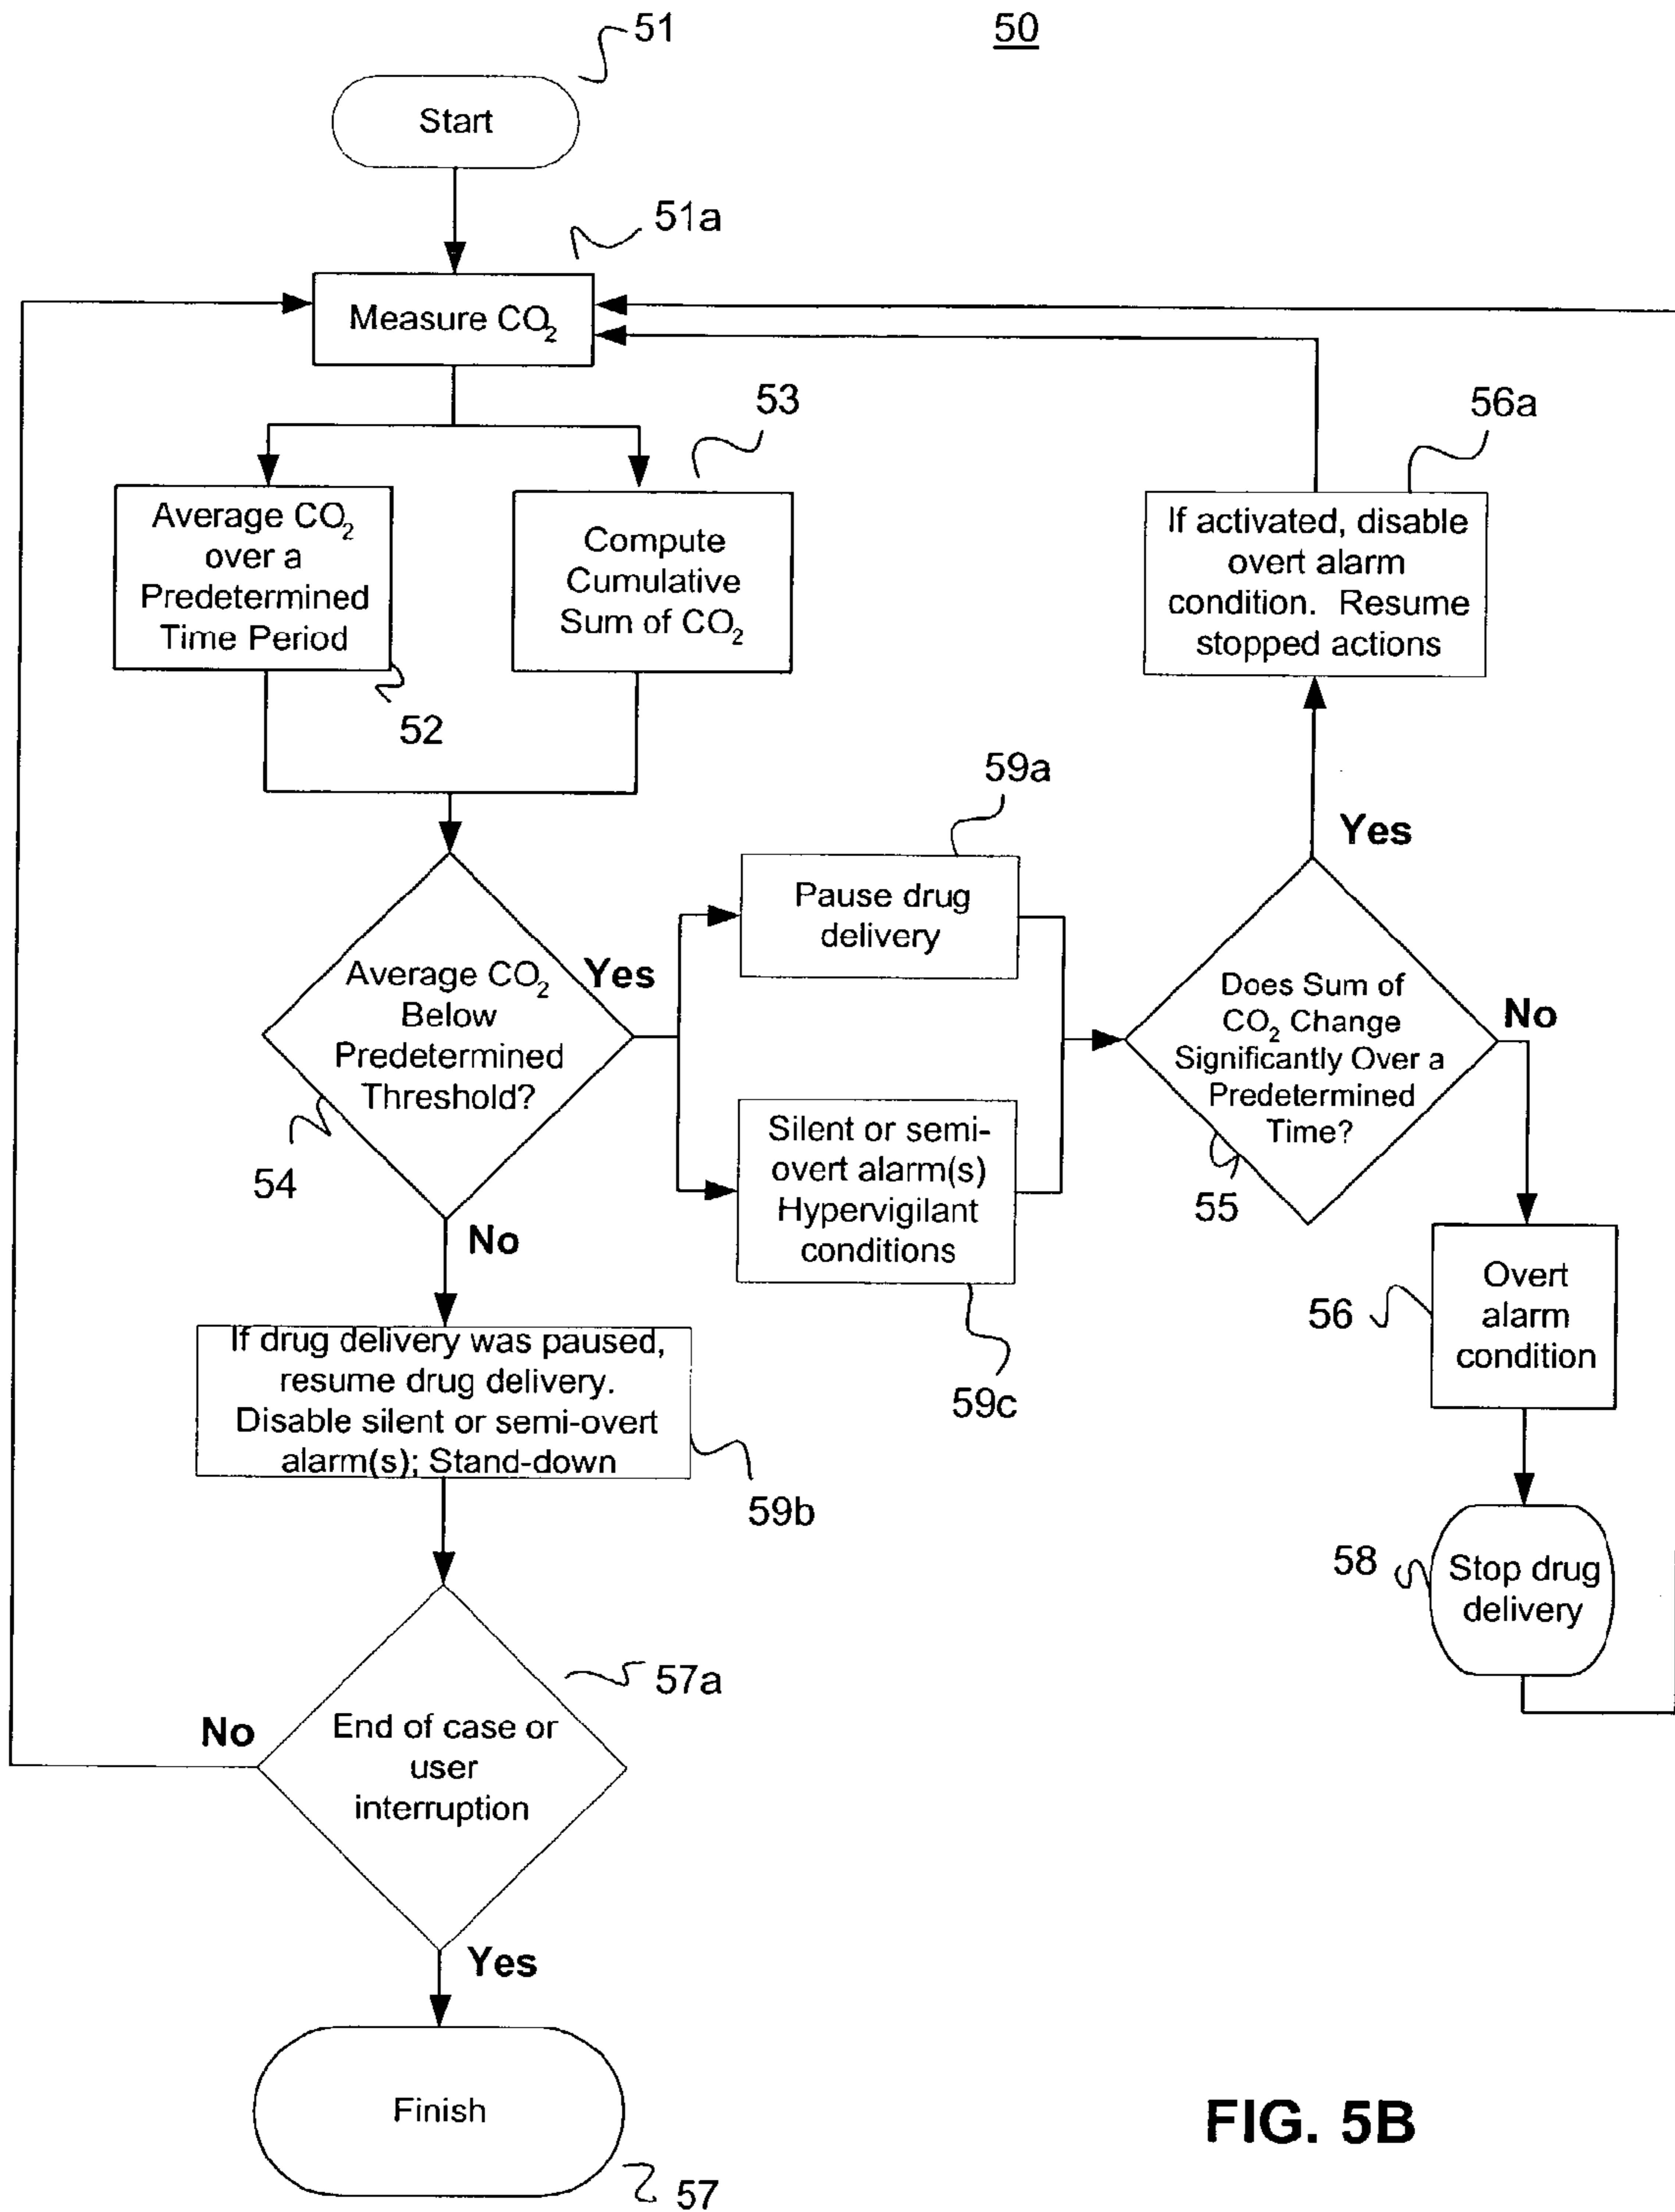 51
50
Start
51a
Measure CO2
53
56a
Average CO2
over a
Predetermined
Time Period
Compute
Cumulative
Sum of CO2
If activated, disable
overt alarm
condition. Resume
stopped actions
52
59a
Yes
Pause drug
delivery
Average CO2
Below
Predetermined
Threshold?
Yes
Does Sum of
CO2 Change
Significantly Over a
Predetermined
Time?
No
54
Silent or semi-
overt alarm(s)
Hypervigilant
conditions
55
No
59c
Overt
alarm
condition
56
If drug delivery was paused,
resume drug delivery.
Disable silent or semi-overt
alarm(s); Stand-down
59b
58
Stop drug
delivery
57a
No
End of case or
user
interruption
Yes
Finish
57
FIG. 5B